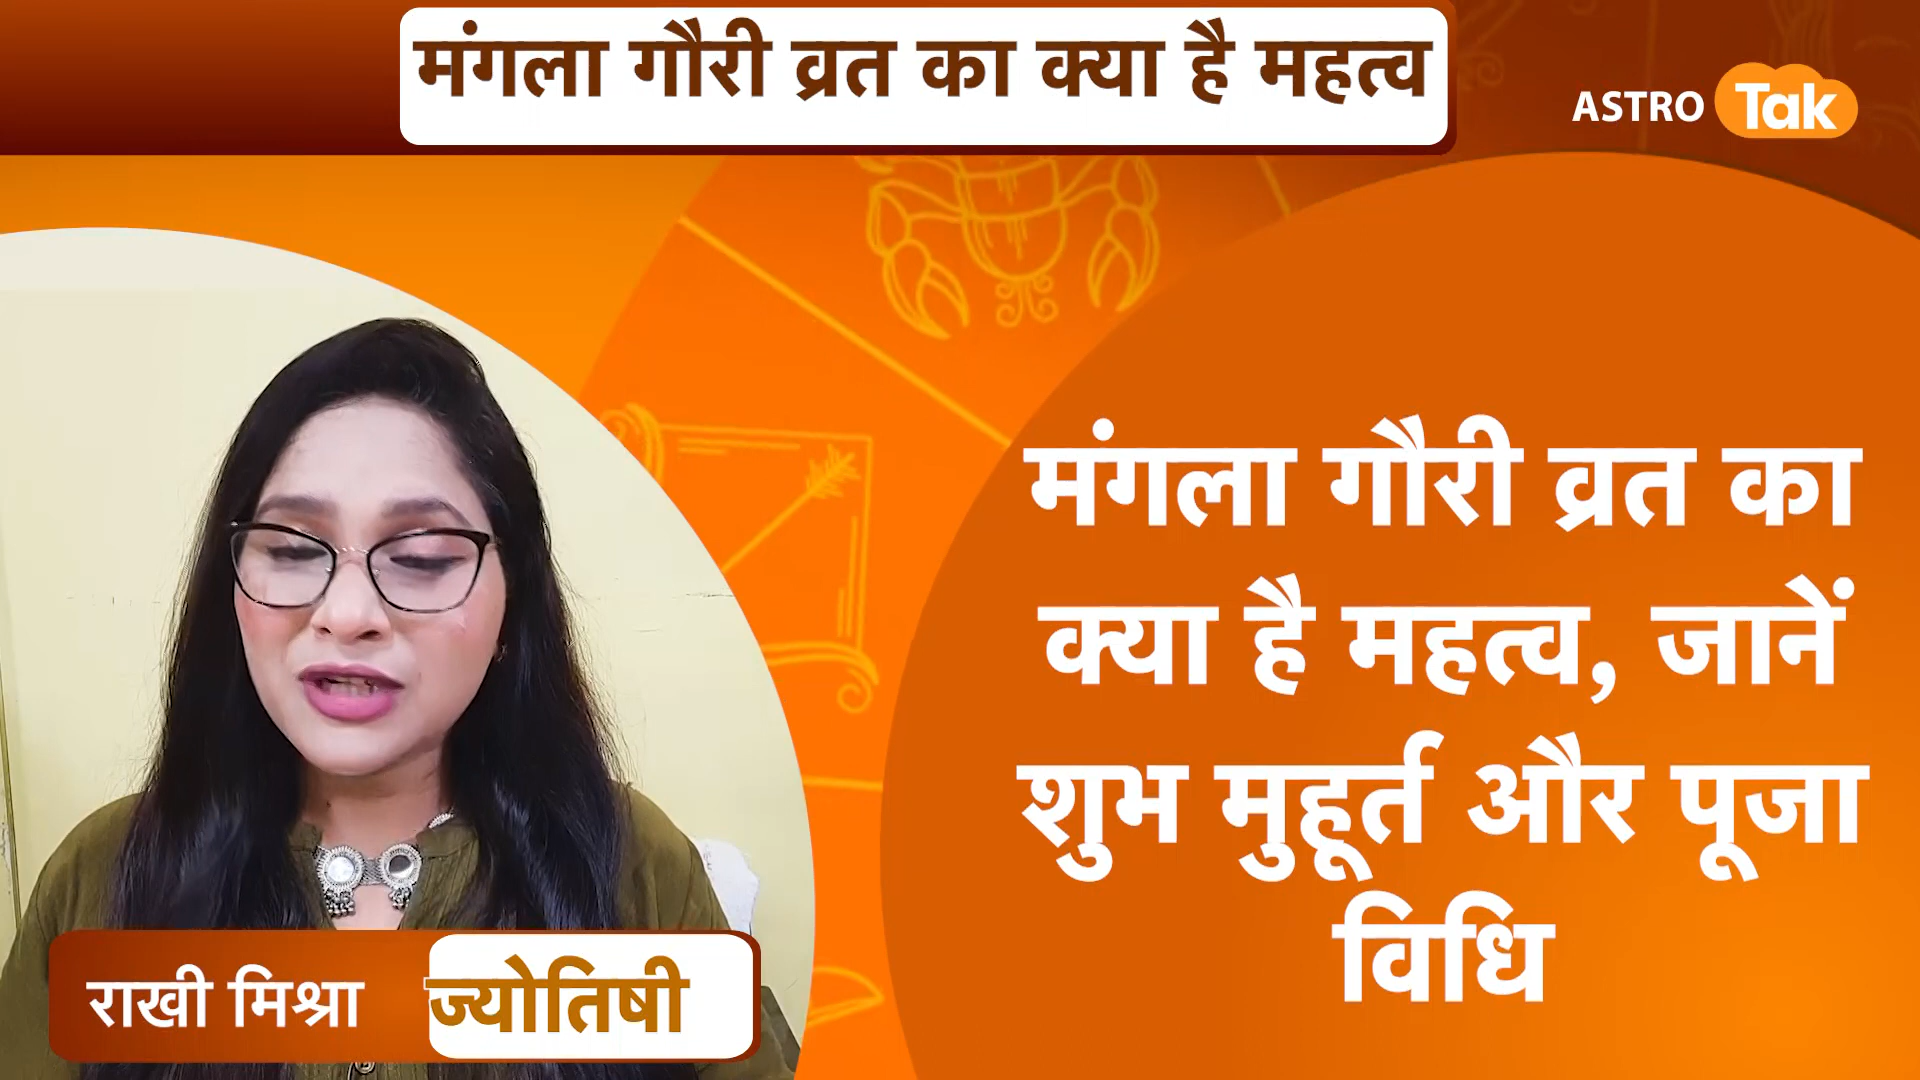 मंगला गौरी व्रत का क्या है महत्व
ASTRO Tak
मंगला गौरी व्रत का
क्या है महत्व, जानें
शुभ मुहूर्त और पूजा
विधि
राखी मिश्रा ज्योतिषी